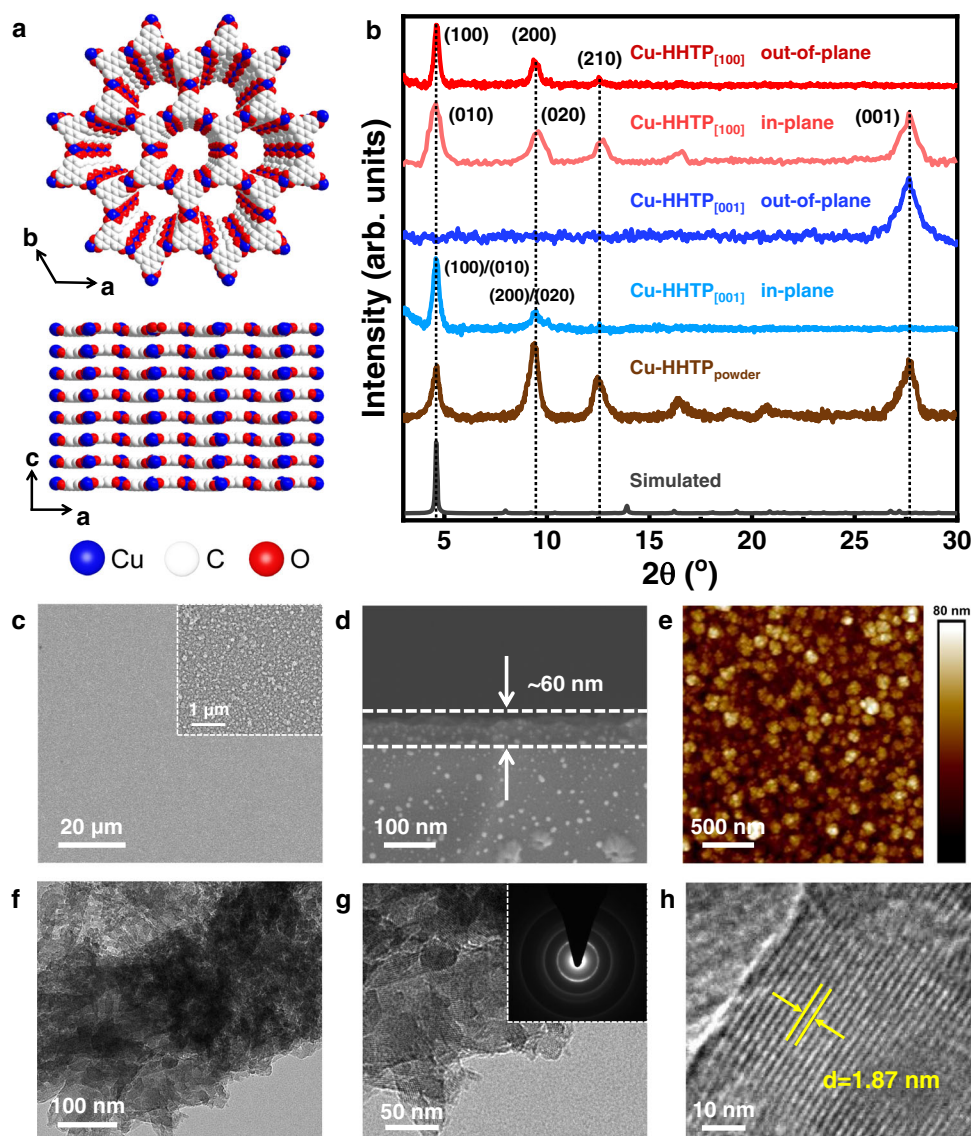 a
b
a
c
a
Cu
C
O
b
(100)
(200)
(210)
Cu-HHTP[100] out-of-plane
(010)
(020)
Cu-HHTP[100] in-plane
(001)
Cu-HHTP[001] out-of-plane
(100)/(010)
(200)/(020)
Cu-HHTP[001] in-plane
Cu-HHTPpowder
Simulated
Intensity (arb. units)
5
10
15
20
25
30
2θ (°)
c
1 μm
20 μm
d
~60 nm
100 nm
e
500 nm
80 nm
f
100 nm
g
50 nm
h
d=1.87 nm
10 nm